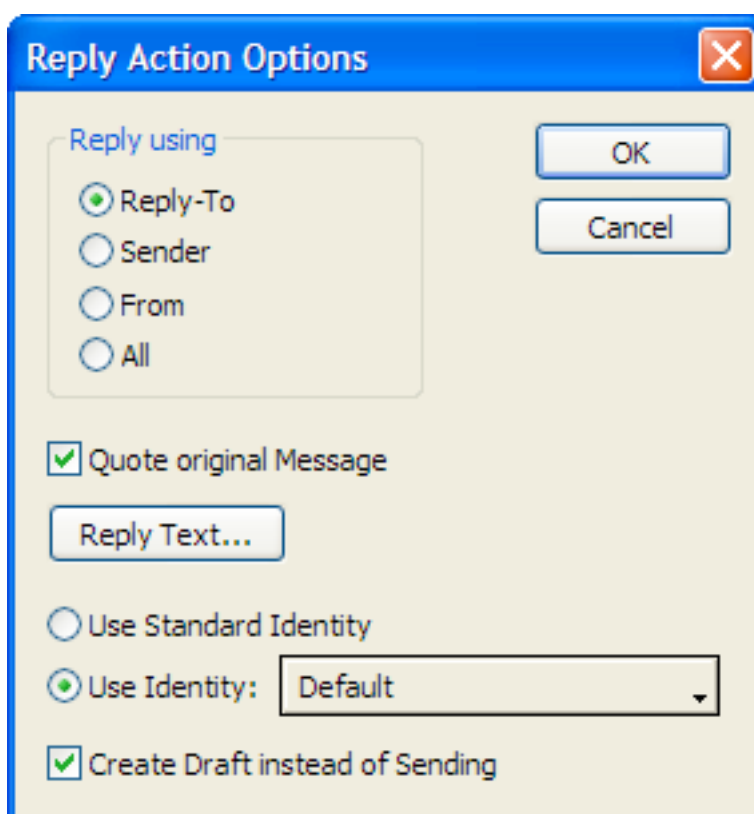 Reply Action Options
Reply using
Reply-To
Sender
From
All
OK
Cancel
Quote original Message
Reply Text...
Use Standard Identity
Use Identity: Default
Create Draft instead of Sending